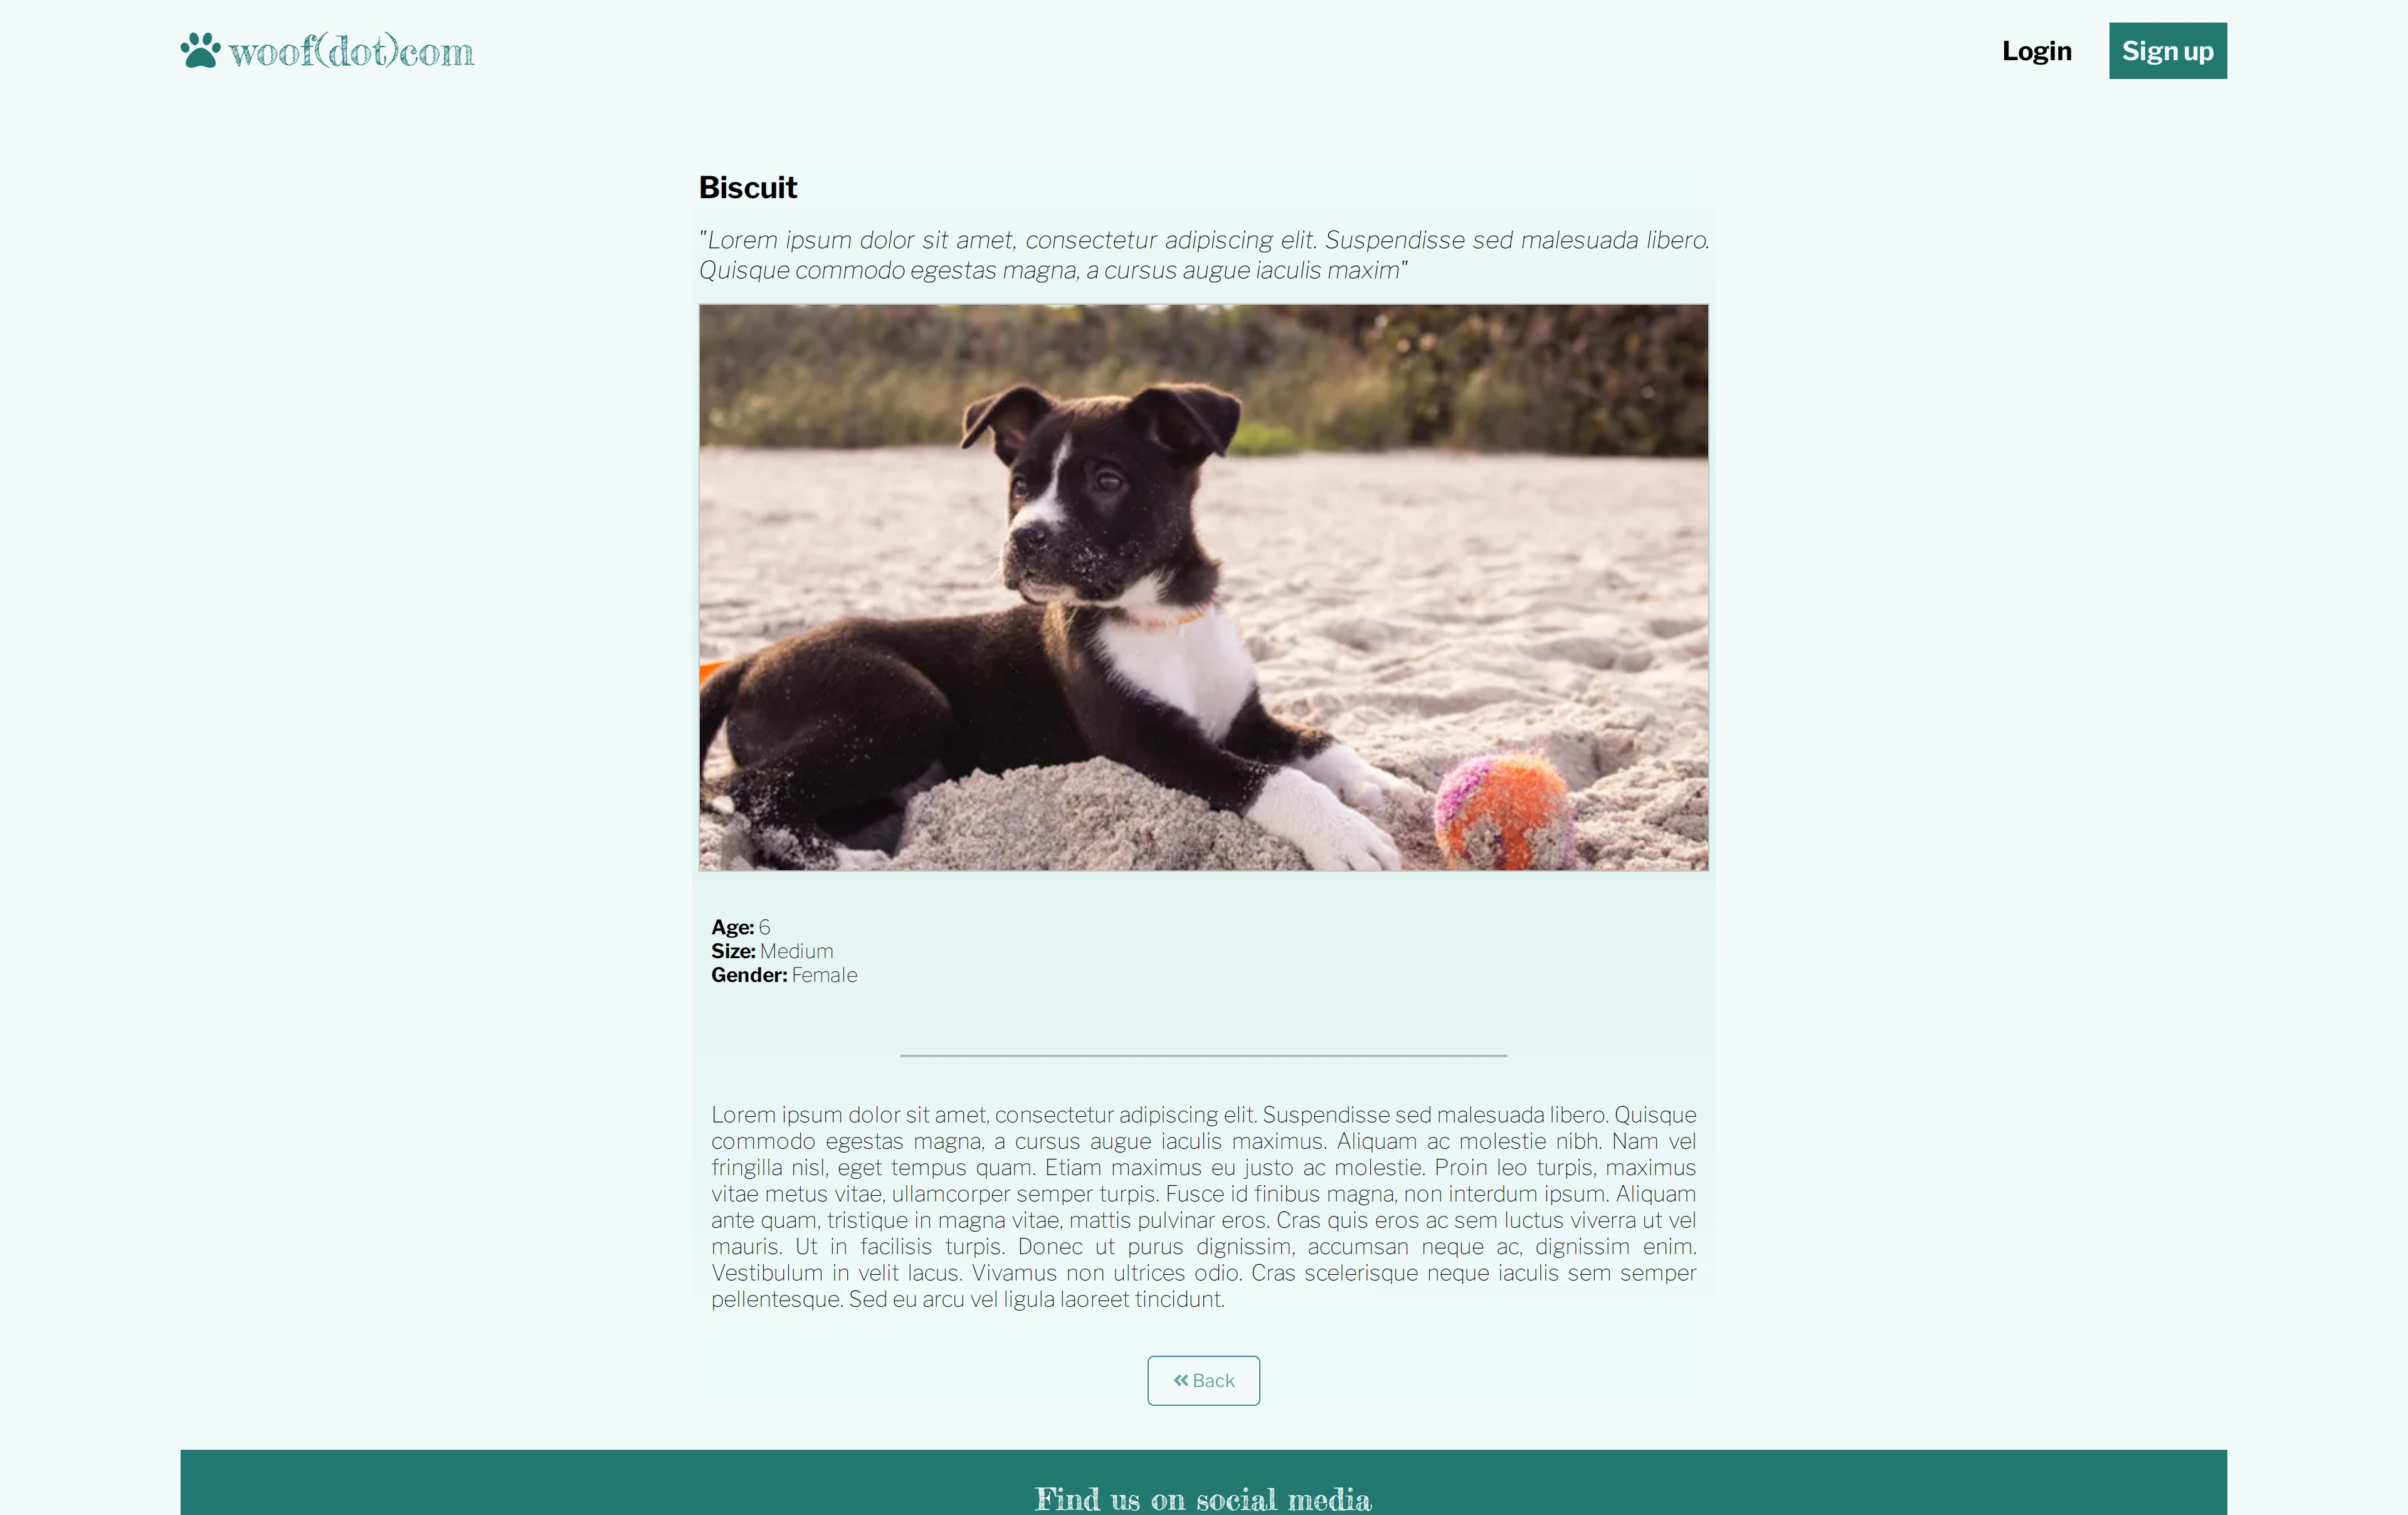 woof(dot)com
Login
Sign up
Biscuit
"Lorem ipsum dolor sit amet, consectetur adipiscing elit. Suspendisse sed malesuada libero.
Quisque commodo egestas magna, a cursus augue iaculis maxim"
Age: 6
Size: Medium
Gender: Female
Lorem ipsum dolor sit amet, consectetur adipiscing elit. Suspendisse sed malesuada libero. Quisque
commodo egestas magna, a cursus augue iaculis maximus. Aliquam ac molestie nibh. Nam vel
fringilla nisl, eget tempus quam. Etiam maximus eu justo ac molestie. Proin leo turpis, maximus
vitae metus vitae, ullamcorper semper turpis. Fusce id finibus magna, non interdum ipsum. Aliquam
ante quam, tristique in magna vitae, mattis pulvinar eros. Cras quis eros ac sem luctus viverra ut vel
mauris. Ut in facilisis turpis. Donec ut purus dignissim, accumsan neque ac, dignissim enim.
Vestibulum in velit lacus. Vivamus non ultrices odio. Cras scelerisque neque iaculis sem semper
pellentesque. Sed eu arcu vel ligula laoreet tincidunt.
Back
Find us on social media